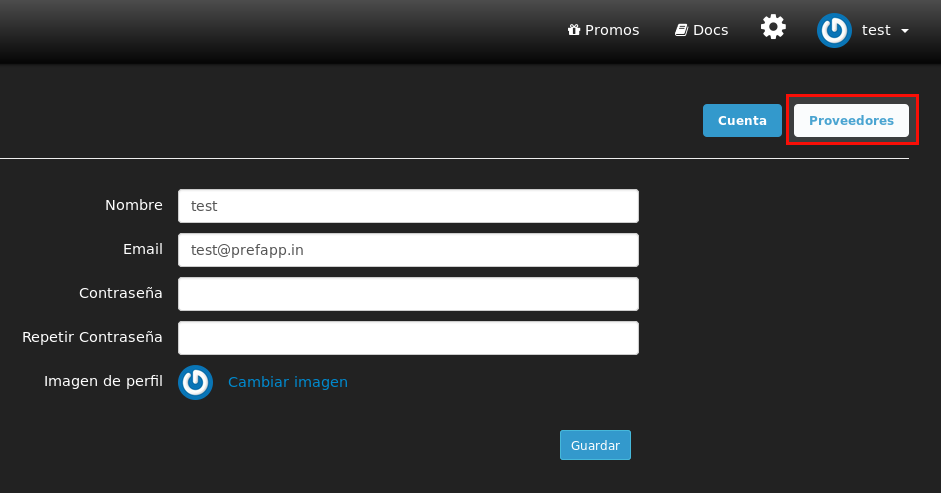 Promos Docs test
Cuenta Proveedores
Nombre test
Email test@prefapp.in
Contraseña
Repetir Contraseña
Imagen de perfil Cambiar imagen
Guardar